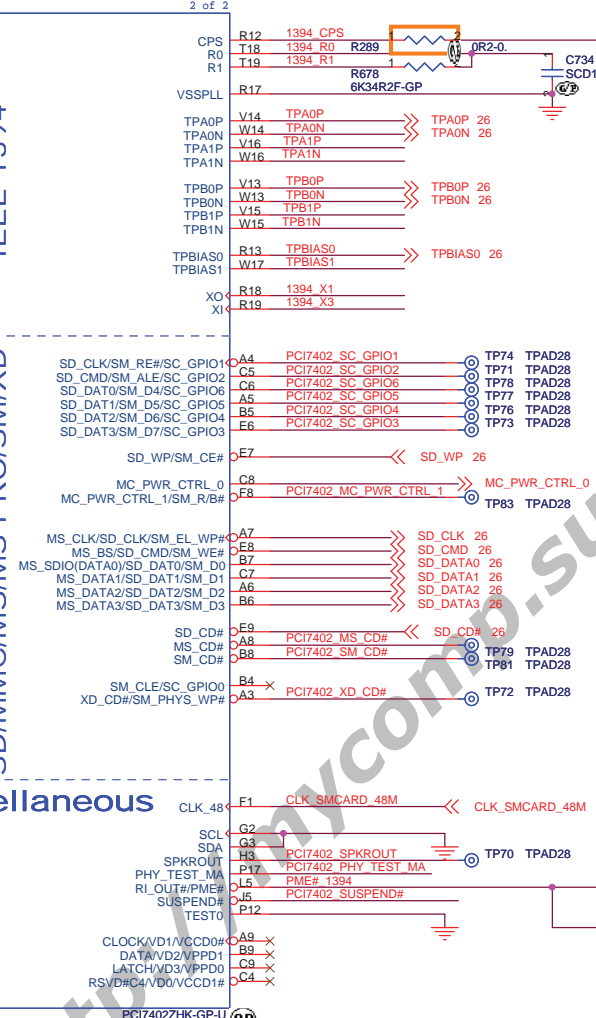 2 of 2
CPS R12 1394_CPS 1 2
R0 T18 1394_R0 R289 0R2-0.
R1 T19 1394_R1 1
C734
SCD1
R678
6K34R2F-GP
VSSPLL R17
TPA0P V14 TPA0P TPA0P 26
TPA0N W14 TPA0N TPA0N 26
TPA1P V16 TPA1P
TPA1N W16 TPA1N
TPB0P V13 TPB0P TPB0P 26
TPB0N W13 TPB0N TPB0N 26
TPB1P V15 TPB1P
TPB1N W15 TPB1N
TPBIAS0 R13 TPBIAS0 TPBIAS0 26
TPBIAS1 W17 TPBIAS1
XO R18 1394_X1
XI R19 1394_X3
SD_CLK/SM_RE#/SC_GPIO1 A4 PCI7402_SC_GPIO1 TP74 TPAD28
SD_CMD/SM_ALE/SC_GPIO2 C5 PCI7402_SC_GPIO2 TP71 TPAD28
SD_DAT0/SM_D4/SC_GPIO6 C6 PCI7402_SC_GPIO6 TP78 TPAD28
SD_DAT1/SM_D5/SC_GPIO5 A5 PCI7402_SC_GPIO5 TP77 TPAD28
SD_DAT2/SM_D6/SC_GPIO4 B5 PCI7402_SC_GPIO4 TP76 TPAD28
SD_DAT3/SM_D7/SC_GPIO3 E6 PCI7402_SC_GPIO3 TP73 TPAD28
SD_WP/SM_CE# E7 SD_WP 26
MC_PWR_CTRL_0 C8 MC_PWR_CTRL_0
MC_PWR_CTRL_1/SM_R/B# F8 PCI7402_MC_PWR_CTRL_1 TP83 TPAD28
MS_CLK/SD_CLK/SM_EL_WP# A7 SD_CLK 26
MS_BS/SD_CMD/SM_WE# E8 SD_CMD 26
MS_SDIO(DATA0)/SD_DAT0/SM_D0 B7 SD_DATA0 26
MS_DATA1/SD_DAT1/SM_D1 C7 SD_DATA1 26
MS_DATA2/SD_DAT2/SM_D2 A6 SD_DATA2 26
MS_DATA3/SD_DAT3/SM_D3 B6 SD_DATA3 26
SD_CD# E9 SD_CD# 26
MS_CD# A8 PCI7402_MS_CD# TP79 TPAD28
SM_CD# B8 PCI7402_SM_CD# TP81 TPAD28
SM_CLE/SC_GPIO0 B4
XD_CD#/SM_PHYS_WP# A3 PCI7402_XD_CD# TP72 TPAD28
ellaneous
CLK_48 F1 CLK_SMCARD_48M CLK_SMCARD_48M
SCL G2
SDA G3
SPKROUT H3 PCI7402_SPKROUT TP70 TPAD28
PHY_TEST_MA P17 PCI7402_PHY_TEST_MA
RI_OUT#/PME# L5 PME#_1394
SUSPEND# J5 PCI7402_SUSPEND#
TEST0 P12
CLOCK/VD1/VCCD0# A9
DATA/VD2/VPPD1 B9
LATCH/VD3/VPPD0 C9
RSVD#C4/VD0/VCCD1# C4
PCI7402ZHK-GP-U
tp://mycomp.su